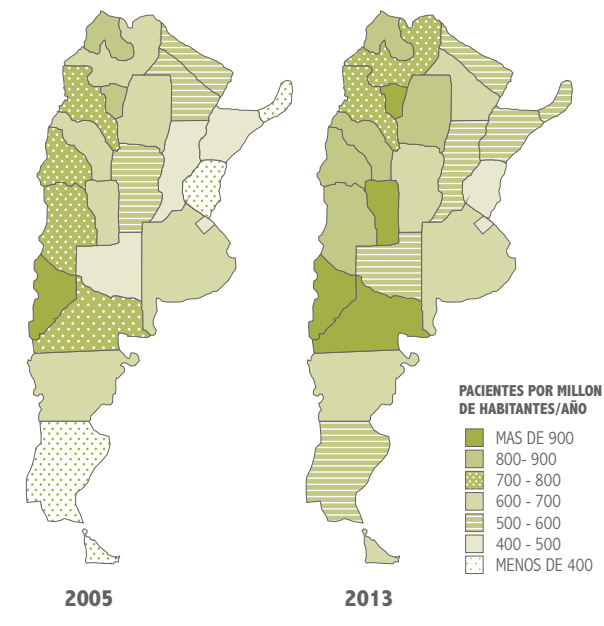 PACIENTES POR MILLON
DE HABITANTES/AÑO
MAS DE 900
800- 900
700 - 800
600 - 700
500 - 600
400 - 500
MENOS DE 400
2005
2013